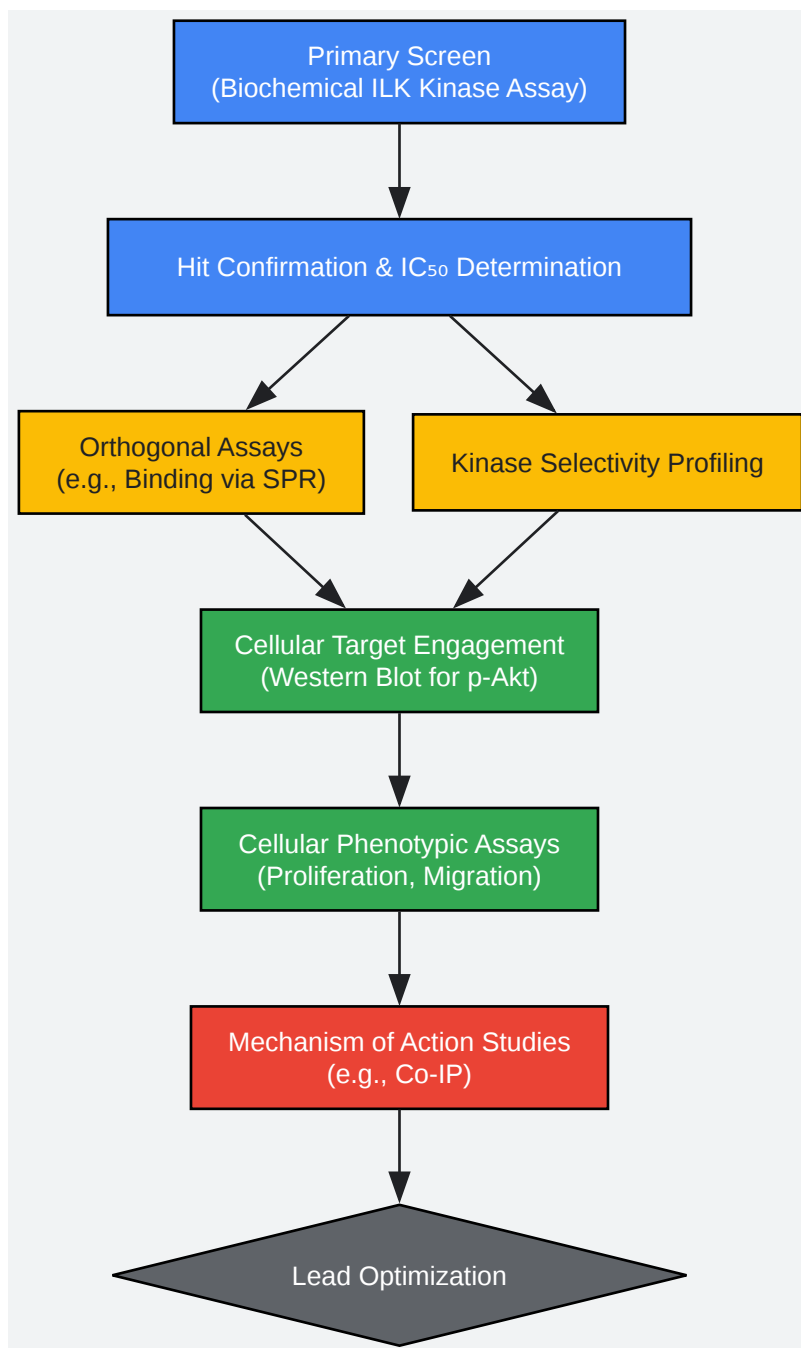 Primary Screen
(Biochemical ILK Kinase Assay)
Hit Confirmation & IC₅₀ Determination
Orthogonal Assays
(e.g., Binding via SPR)
Kinase Selectivity Profiling
Cellular Target Engagement
(Western Blot for p-Akt)
Cellular Phenotypic Assays
(Proliferation, Migration)
Mechanism of Action Studies
(e.g., Co-IP)
Lead Optimization